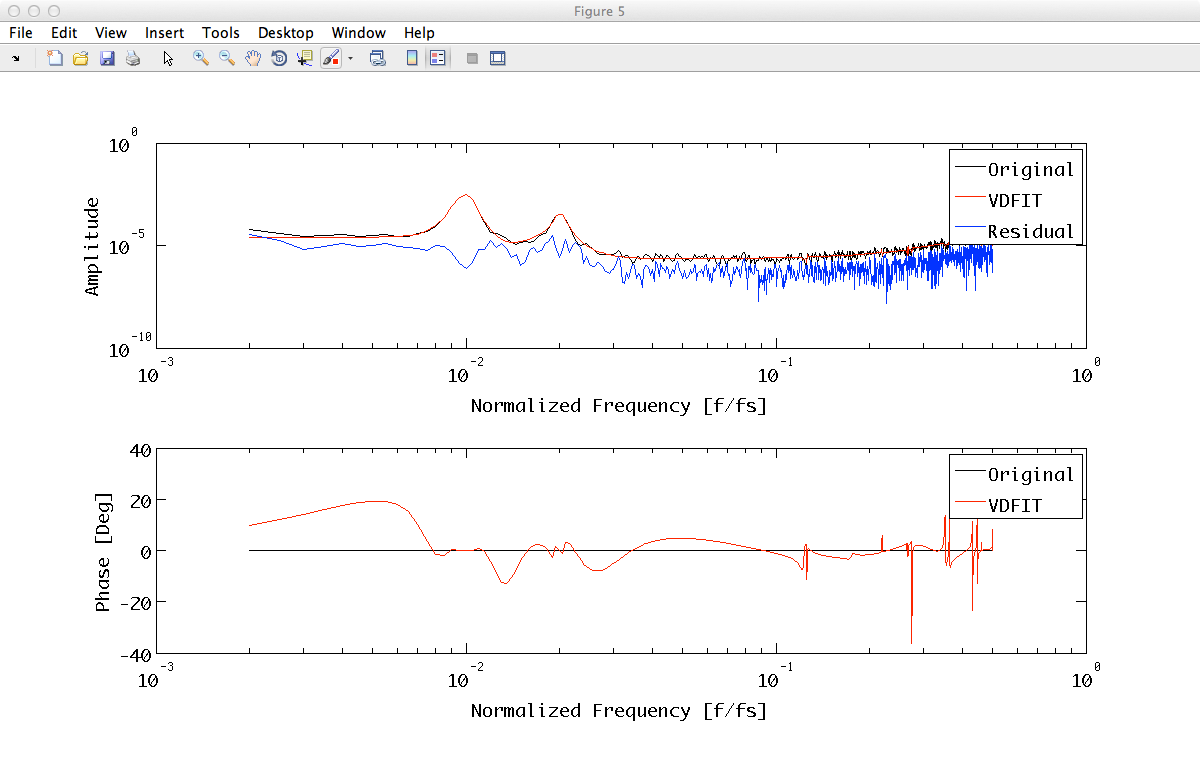 Figure 5
File Edit View Insert Tools Desktop Window Help
10^0
10^-5
10^-10
Amplitude
Original
VDFIT
Residual
10^-3 10^-2 10^-1 10^0
Normalized Frequency [f/fs]
40
20
0
-20
-40
Phase [Deg]
Original
VDFIT
10^-3 10^-2 10^-1 10^0
Normalized Frequency [f/fs]